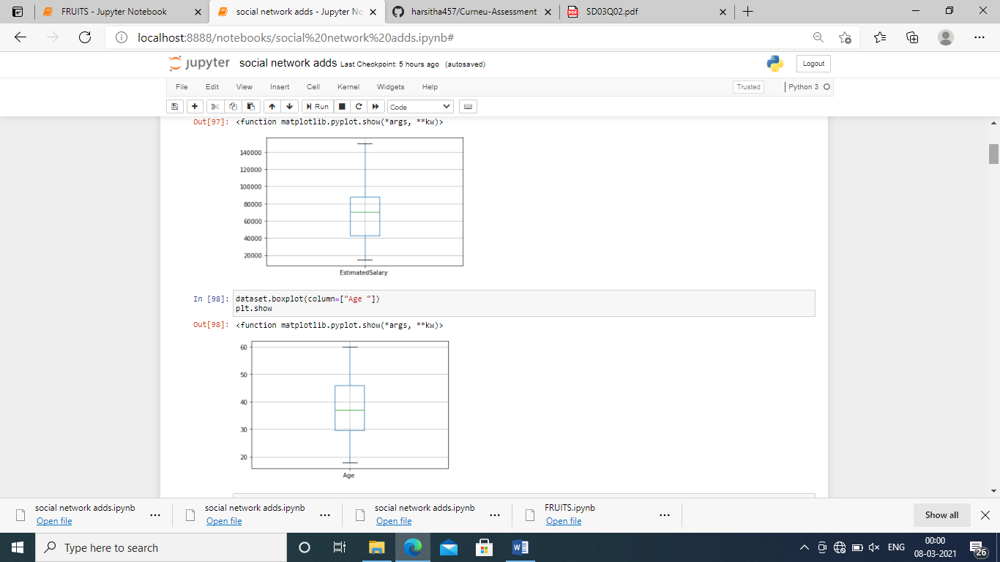 FRUITS - Jupyter Notebook
social network adds - Jupyter No
harsitha457/Curneu-Assessment
PDF
SD03Q02.pdf
localhost:8888/notebooks/social%20network%20adds.ipynb#
jupyter social network adds Last Checkpoint: 5 hours ago (autosaved)
Logout
File Edit View Insert Cell Kernel Widgets Help
Trusted
Python 3
Run
Code
Out[97]: <function matplotlib.pyplot.show(*args, **kw)>
140000
120000
100000
80000
60000
40000
20000
EstimatedSalary
In [98]: dataset.boxplot(column=["Age "])
plt.show
Out[98]: <function matplotlib.pyplot.show(*args, **kw)>
60
50
40
30
20
Age
social network adds.ipynb
Open file
social network adds.ipynb
Open file
social network adds.ipynb
Open file
FRUITS.ipynb
Open file
Show all
Type here to search
W
ENG
00:00
08-03-2021
26